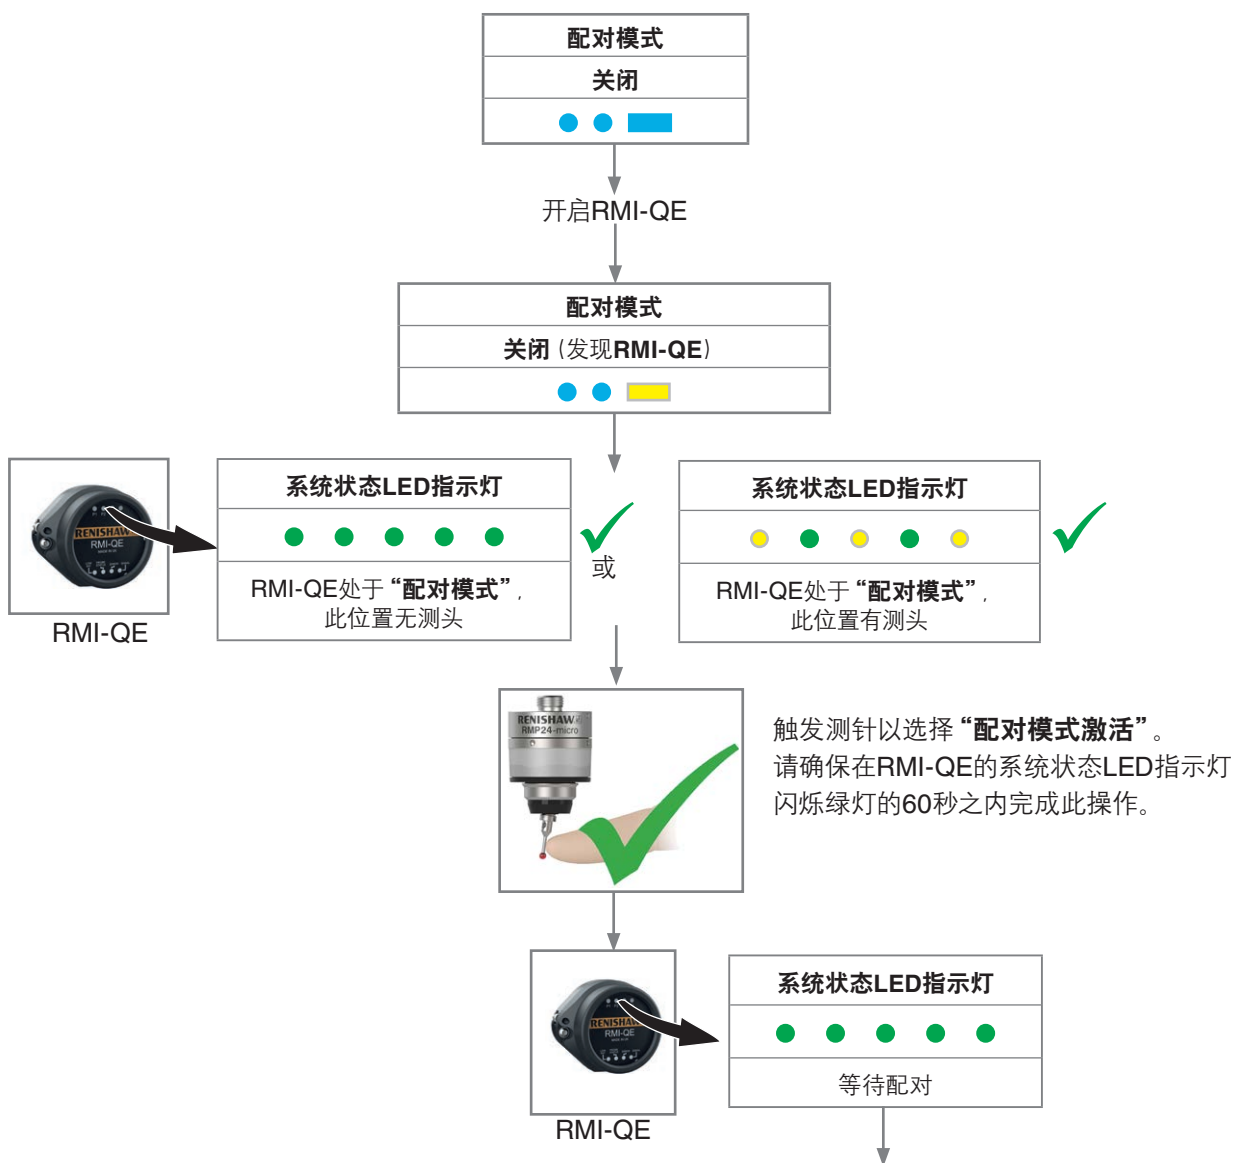 配对模式
关闭
开启RMI-QE
配对模式
关闭（发现RMI-QE）
RENISHAW
RMI-QE
RMI-QE
系统状态LED指示灯
RMI-QE处于“配对模式”，
此位置无测头
或
系统状态LED指示灯
RMI-QE处于“配对模式”，
此位置有测头
RENISHAW
RMP24-micro
触发测针以选择“配对模式激活”。
请确保在RMI-QE的系统状态LED指示灯
闪烁绿灯的60秒之内完成此操作。
RENISHAW
RMI-QE
RMI-QE
系统状态LED指示灯
等待配对